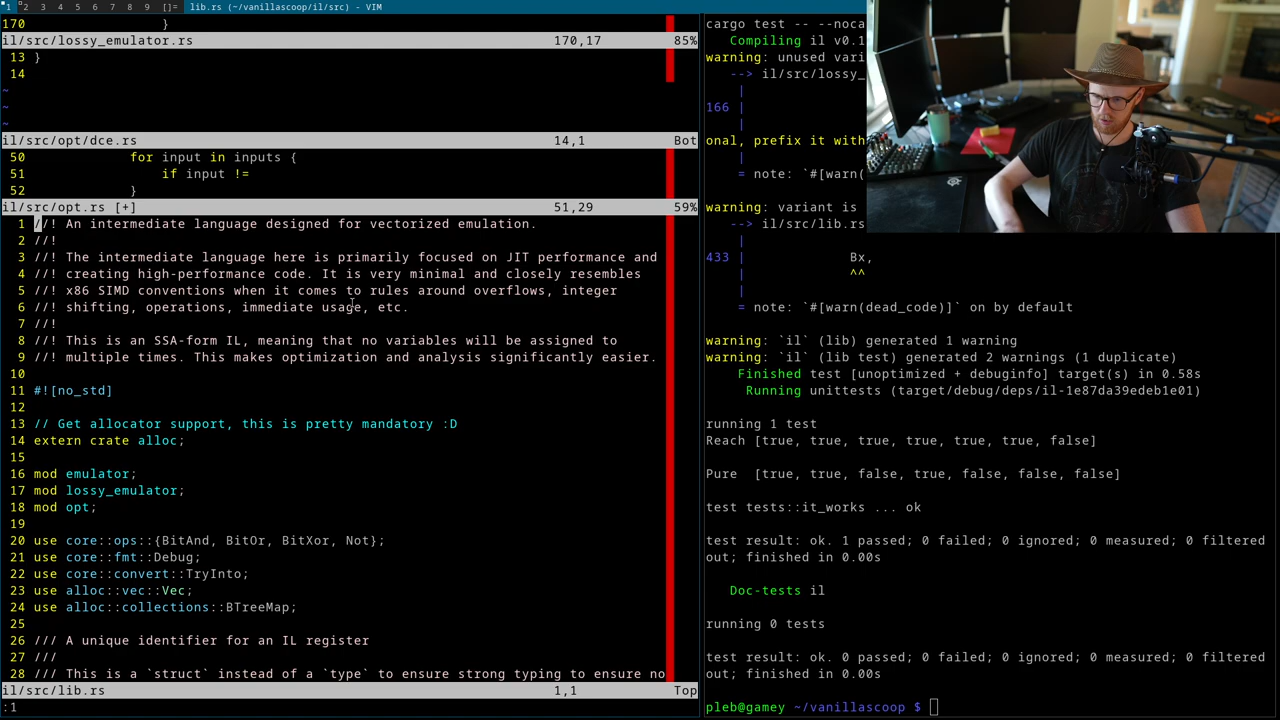 1 2 3 4 5 6 7 8 9 []= lib.rs (~/vanillascoop/il/src) - VIM
170                 }
il/src/lossy_emulator.rs 170,17 85%
13 }
14
~
~
~
il/src/opt/dce.rs 14,1 Bot
50             for input in inputs {
51                 if input !=
52             }
il/src/opt.rs [+] 51,29 59%
1 //! An intermediate language designed for vectorized emulation.
2 //!
3 //! The intermediate language here is primarily focused on JIT performance and
4 //! creating high-performance code. It is very minimal and closely resembles
5 //! x86 SIMD conventions when it comes to rules around overflows, integer
6 //! shifting, operations, immediate usage, etc.
7 //!
8 //! This is an SSA-form IL, meaning that no variables will be assigned to
9 //! multiple times. This makes optimization and analysis significantly easier.
10
11 #![no_std]
12
13 // Get allocator support, this is pretty mandatory :D
14 extern crate alloc;
15
16 mod emulator;
17 mod lossy_emulator;
18 mod opt;
19
20 use core::ops::{BitAnd, BitOr, BitXor, Not};
21 use core::fmt::Debug;
22 use core::convert::TryInto;
23 use alloc::vec::Vec;
24 use alloc::collections::BTreeMap;
25
26 /// A unique identifier for an IL register
27 ///
28 /// This is a `struct` instead of a `type` to ensure strong typing to ensure no
il/src/lib.rs 1,1 Top
:1
cargo test -- --noca
Compiling il v0.1
warning: unused vari
--> il/src/lossy_
|
166 |
|
onal, prefix it with
|
= note: `#[warn(
warning: variant is
--> il/src/lib.rs
|
433 |             Bx,
|             ^^
|
= note: `#[warn(dead_code)]` on by default
warning: `il` (lib) generated 1 warning
warning: `il` (lib test) generated 2 warnings (1 duplicate)
Finished test [unoptimized + debuginfo] target(s) in 0.58s
Running unittests (target/debug/deps/il-1e87da39edeb1e01)
running 1 test
Reach [true, true, true, true, true, true, false]
Pure  [true, true, false, true, false, false, false]
test tests::it_works ... ok
test result: ok. 1 passed; 0 failed; 0 ignored; 0 measured; 0 filtered
out; finished in 0.00s
Doc-tests il
running 0 tests
test result: ok. 0 passed; 0 failed; 0 ignored; 0 measured; 0 filtered
out; finished in 0.00s
pleb@gamey ~/vanillascoop $